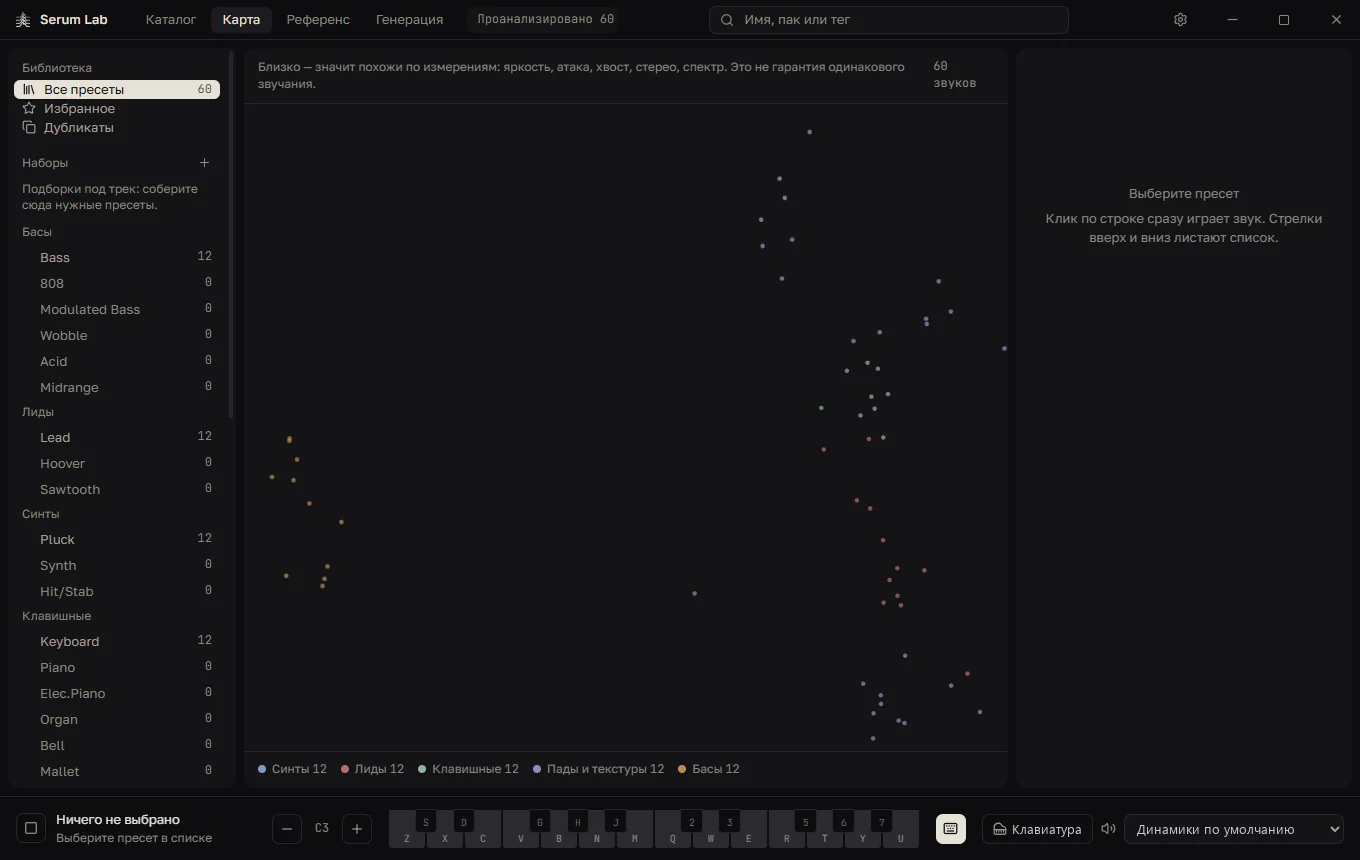 Serum Lab
Каталог
Карта
Референс
Генерация
Проанализировано 60
Имя, пак или тег
Библиотека
Все пресеты 60
Избранное
Дубликаты
Наборы
Подборки под трек: соберите
сюда нужные пресеты.
Басы
Bass 12
808 0
Modulated Bass 0
Wobble 0
Acid 0
Midrange 0
Лиды
Lead 12
Hoover 0
Sawtooth 0
Синты
Pluck 12
Synth 0
Hit/Stab 0
Клавишные
Keyboard 12
Piano 0
Elec.Piano 0
Organ 0
Bell 0
Mallet 0
Близко — значит похожи по измерениям: яркость, атака, хвост, стерео, спектр. Это не гарантия одинакового
звучания.
60
звуков
Синты 12
Лиды 12
Клавишные 12
Пады и текстуры 12
Басы 12
Выберите пресет
Клик по строке сразу играет звук. Стрелки
вверх и вниз листают список.
Ничего не выбрано
Выберите пресет в списке
C3
S D G H J 2 3 5 6 7
Z X C V B N M Q W E R T Y U
Клавиатура
Динамики по умолчанию